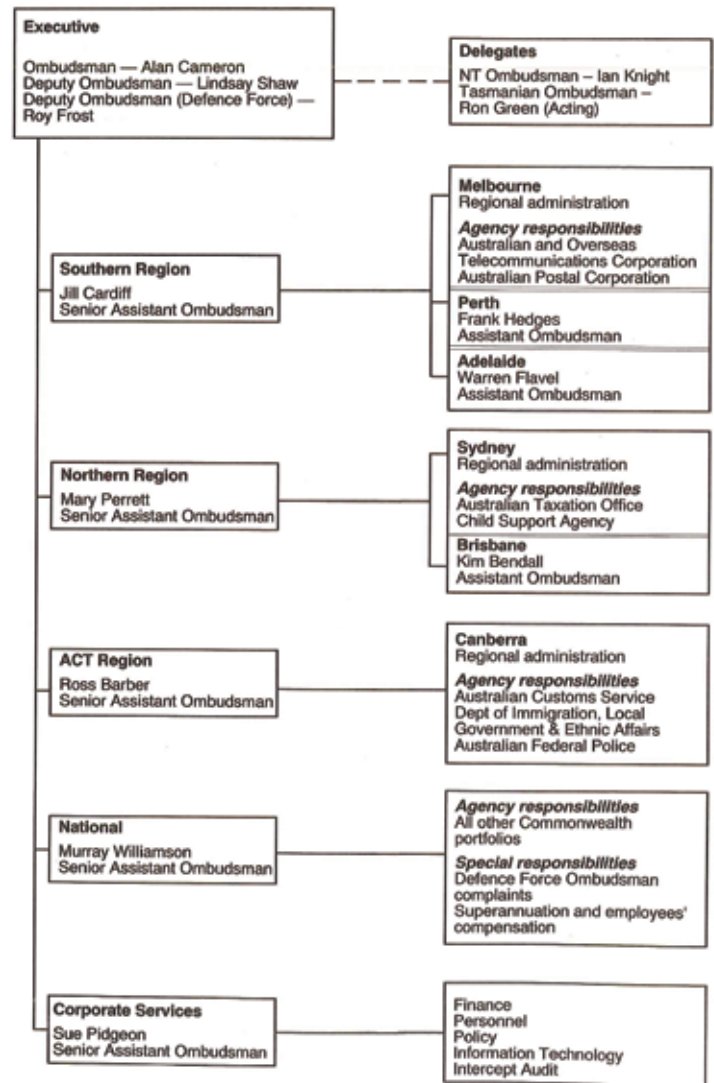 Executive
Ombudsman — Alan Cameron
Deputy Ombudsman — Lindsay Shaw
Deputy Ombudsman (Defence Force) —
Roy Frost
Delegates
NT Ombudsman – Ian Knight
Tasmanian Ombudsman –
Ron Green (Acting)
Southern Region
Jill Cardiff
Senior Assistant Ombudsman
Melbourne
Regional administration
Agency responsibilities
Australian and Overseas
Telecommunications Corporation
Australian Postal Corporation
Perth
Frank Hedges
Assistant Ombudsman
Adelaide
Warren Flavel
Assistant Ombudsman
Northern Region
Mary Perrett
Senior Assistant Ombudsman
Sydney
Regional administration
Agency responsibilities
Australian Taxation Office
Child Support Agency
Brisbane
Kim Bendall
Assistant Ombudsman
ACT Region
Ross Barber
Senior Assistant Ombudsman
Canberra
Regional administration
Agency responsibilities
Australian Customs Service
Dept of Immigration, Local
Government & Ethnic Affairs
Australian Federal Police
National
Murray Williamson
Senior Assistant Ombudsman
Agency responsibilities
All other Commonwealth
portfolios
Special responsibilities
Defence Force Ombudsman
complaints
Superannuation and employees'
compensation
Corporate Services
Sue Pidgeon
Senior Assistant Ombudsman
Finance
Personnel
Policy
Information Technology
Intercept Audit